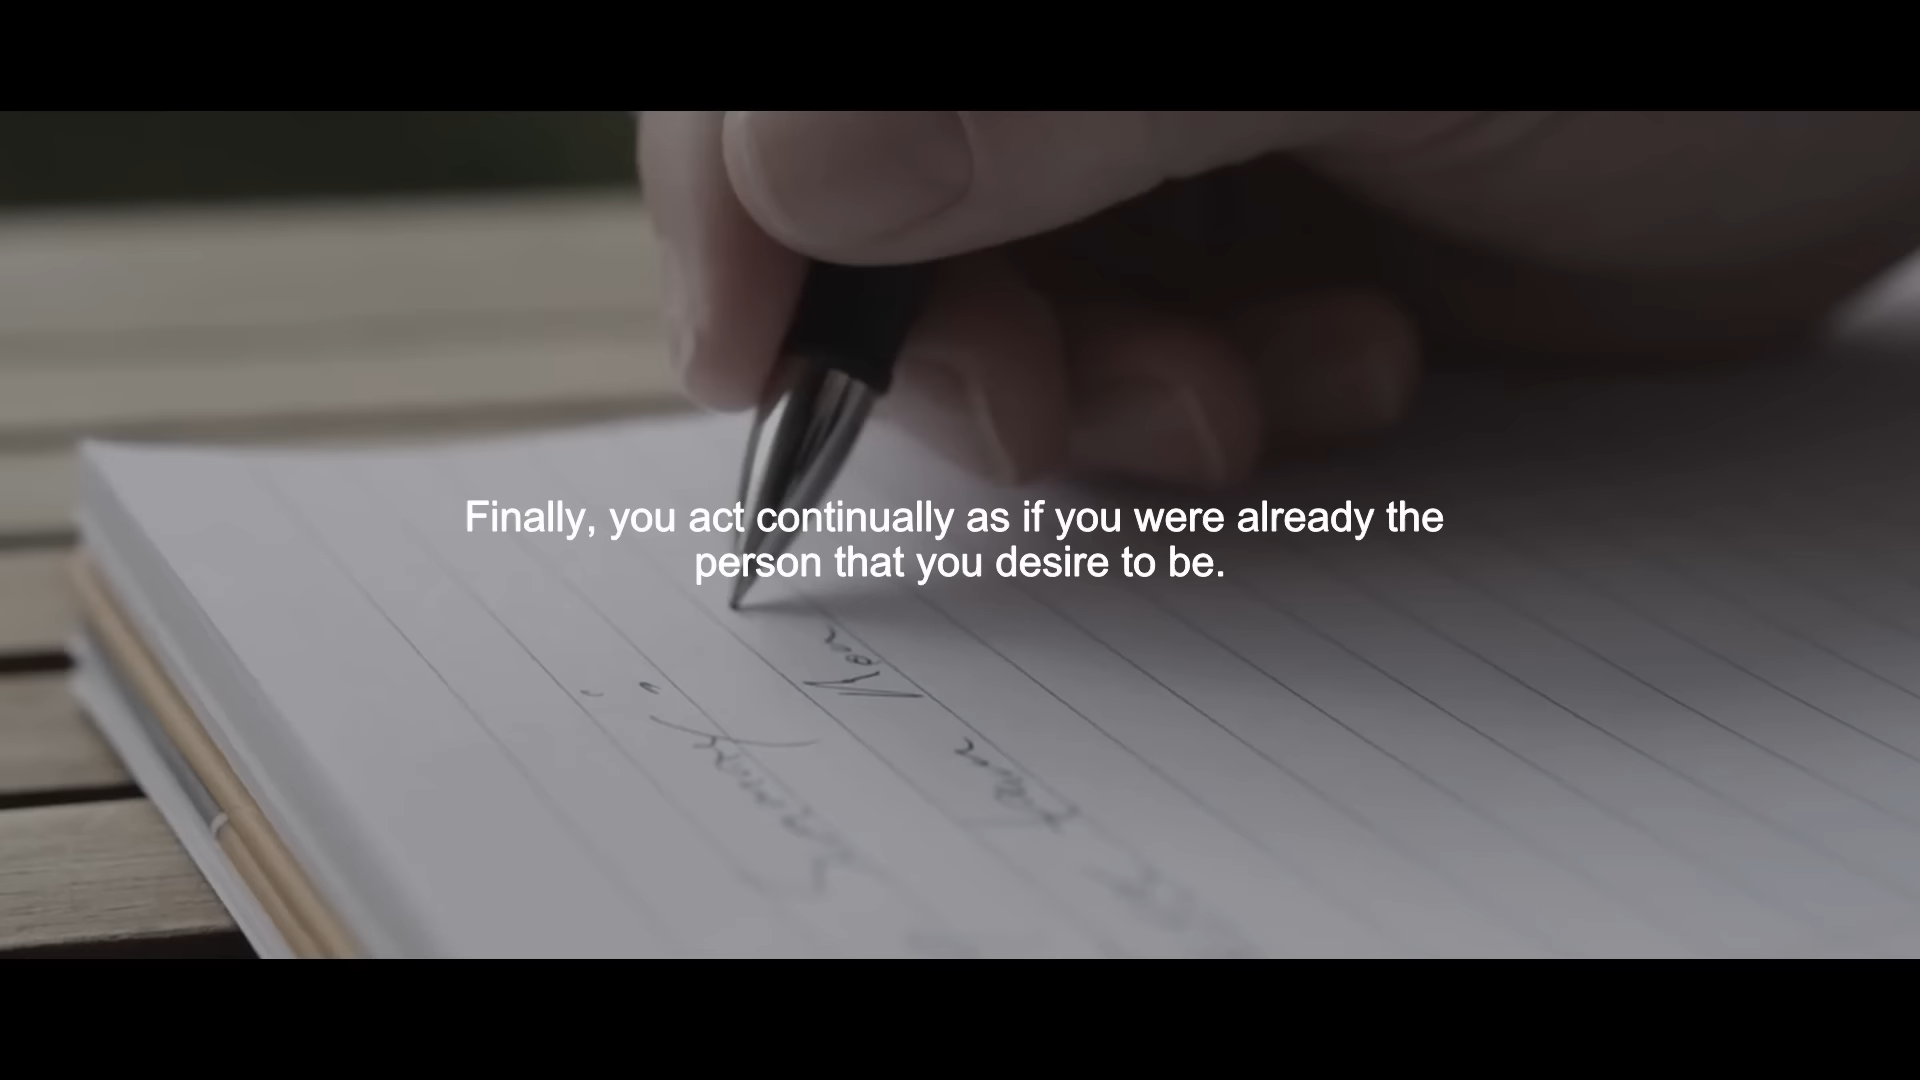 Finally, you act continually as if you were already the
person that you desire to be.